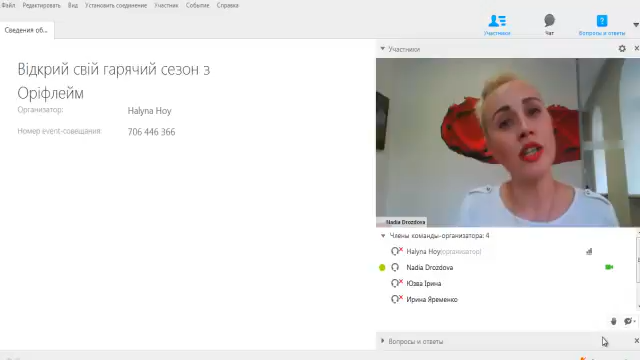 Файл Редактировать Вид Установить соединение Участник Событие Справка
Участники Чат Вопросы и ответы
Сведения об...
Участники
Відкрий свій гарячий сезон з
Оріфлейм
Организатор: Halyna Hoy
Номер event-совещания: 706 446 366
Nadia Drozdova
Члены команды-организатора: 4
Halyna Hoy(организатор)
Nadia Drozdova
Юзва Ірина
Ирина Яременко
Вопросы и ответы